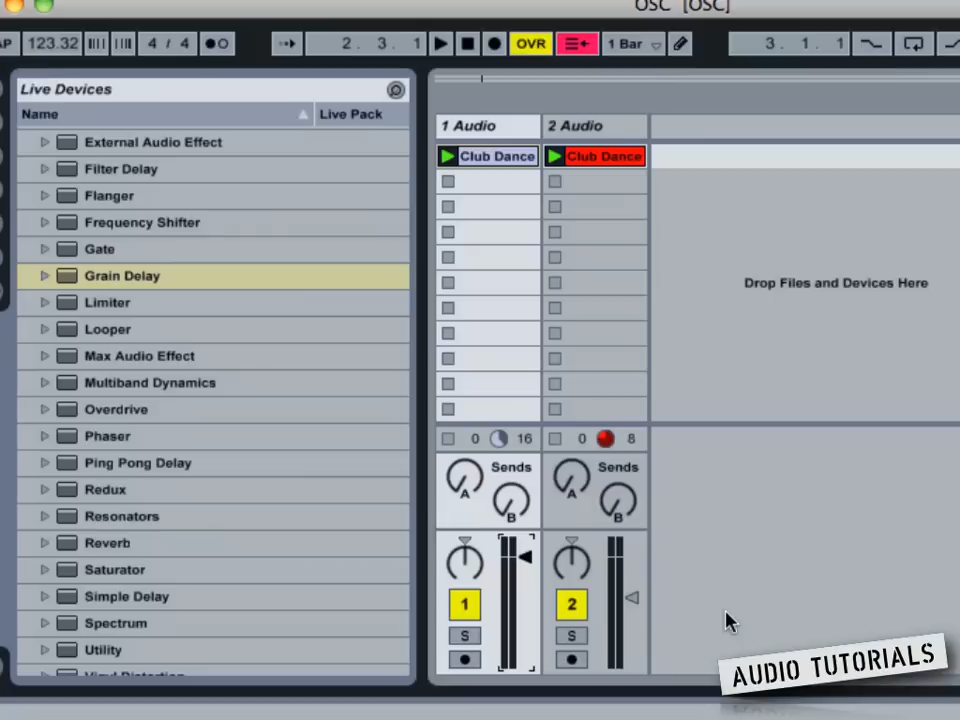 OSC [OSC]
AP 123.32 4 / 4 2. 3. 1 OVR 1 Bar 3. 1. 1
Live Devices
Name Live Pack
External Audio Effect
Filter Delay
Flanger
Frequency Shifter
Gate
Grain Delay
Limiter
Looper
Max Audio Effect
Multiband Dynamics
Overdrive
Phaser
Ping Pong Delay
Redux
Resonators
Reverb
Saturator
Simple Delay
Spectrum
Utility
Vinyl Distortion
1 Audio 2 Audio
Club Dance Club Dance
Drop Files and Devices Here
0 16 0 8
Sends Sends
A B A B
1 2
S S
AUDIO TUTORIALS